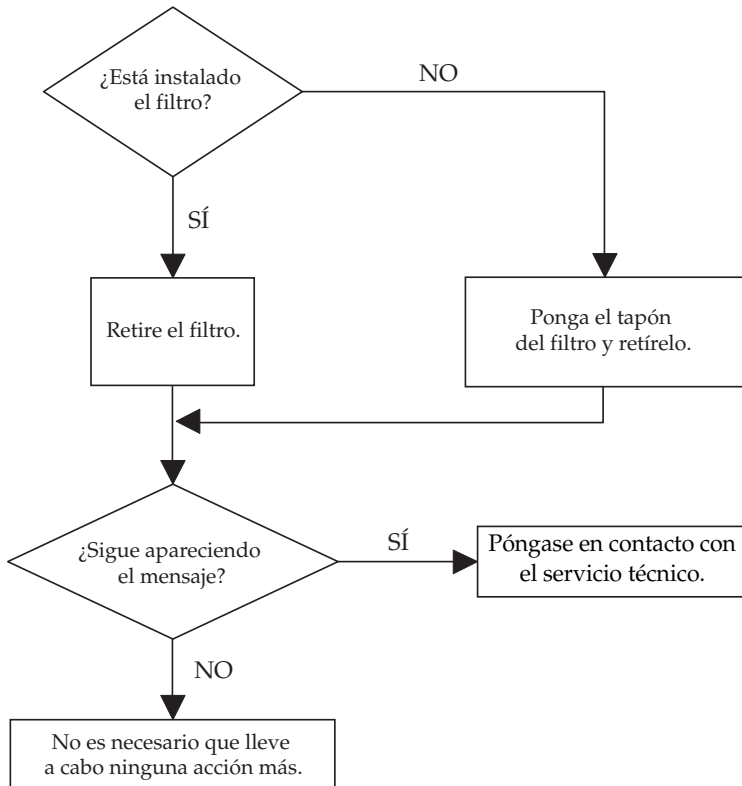 ¿Está instalado
el filtro?
NO
SÍ
Retire el filtro.
Ponga el tapón
del filtro y retírelo.
¿Sigue apareciendo
el mensaje?
SÍ
Póngase en contacto con
el servicio técnico.
NO
No es necesario que lleve
a cabo ninguna acción más.